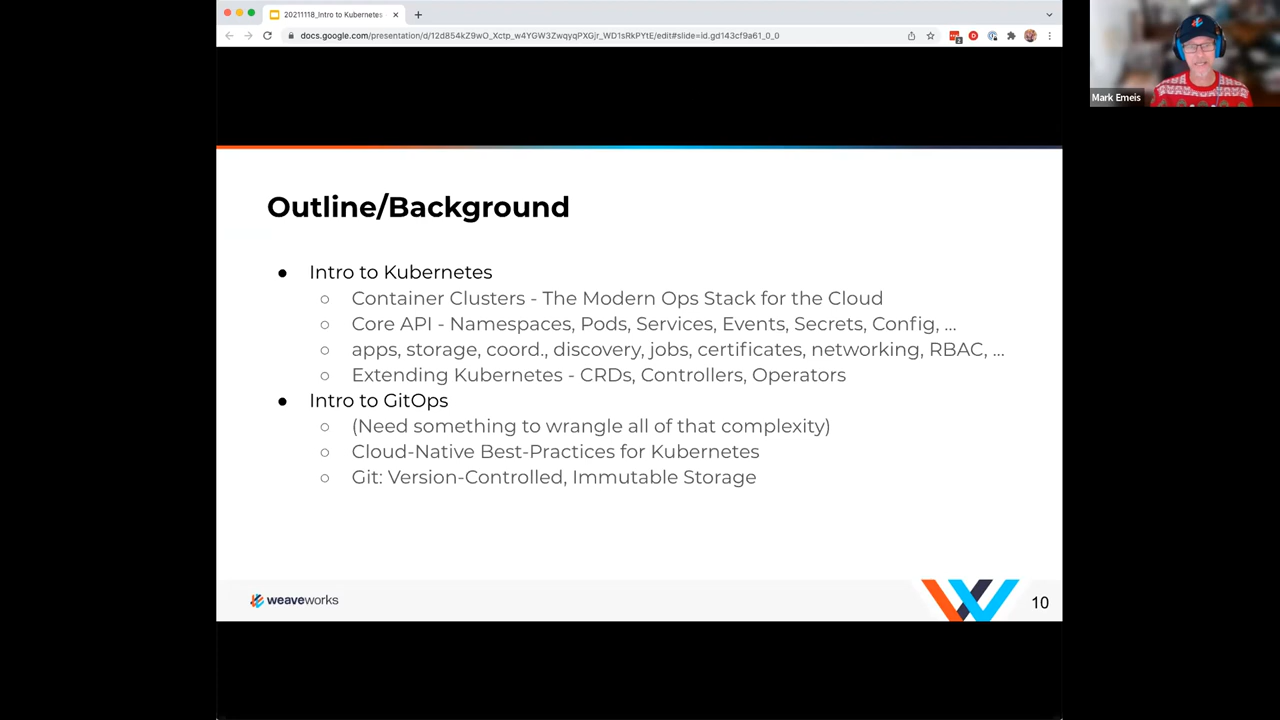 20211118_Intro to Kubernetes -
docs.google.com/presentation/d/12d854kZ9wO_Xctp_w4YGW3ZwqyqPXGjr_WD1sRkPYtE/edit#slide=id.gd143cf9a61_0_0
Mark Emeis
Outline/Background
● Intro to Kubernetes
○ Container Clusters - The Modern Ops Stack for the Cloud
○ Core API - Namespaces, Pods, Services, Events, Secrets, Config, ...
○ apps, storage, coord., discovery, jobs, certificates, networking, RBAC, ...
○ Extending Kubernetes - CRDs, Controllers, Operators
● Intro to GitOps
○ (Need something to wrangle all of that complexity)
○ Cloud-Native Best-Practices for Kubernetes
○ Git: Version-Controlled, Immutable Storage
weaveworks
10